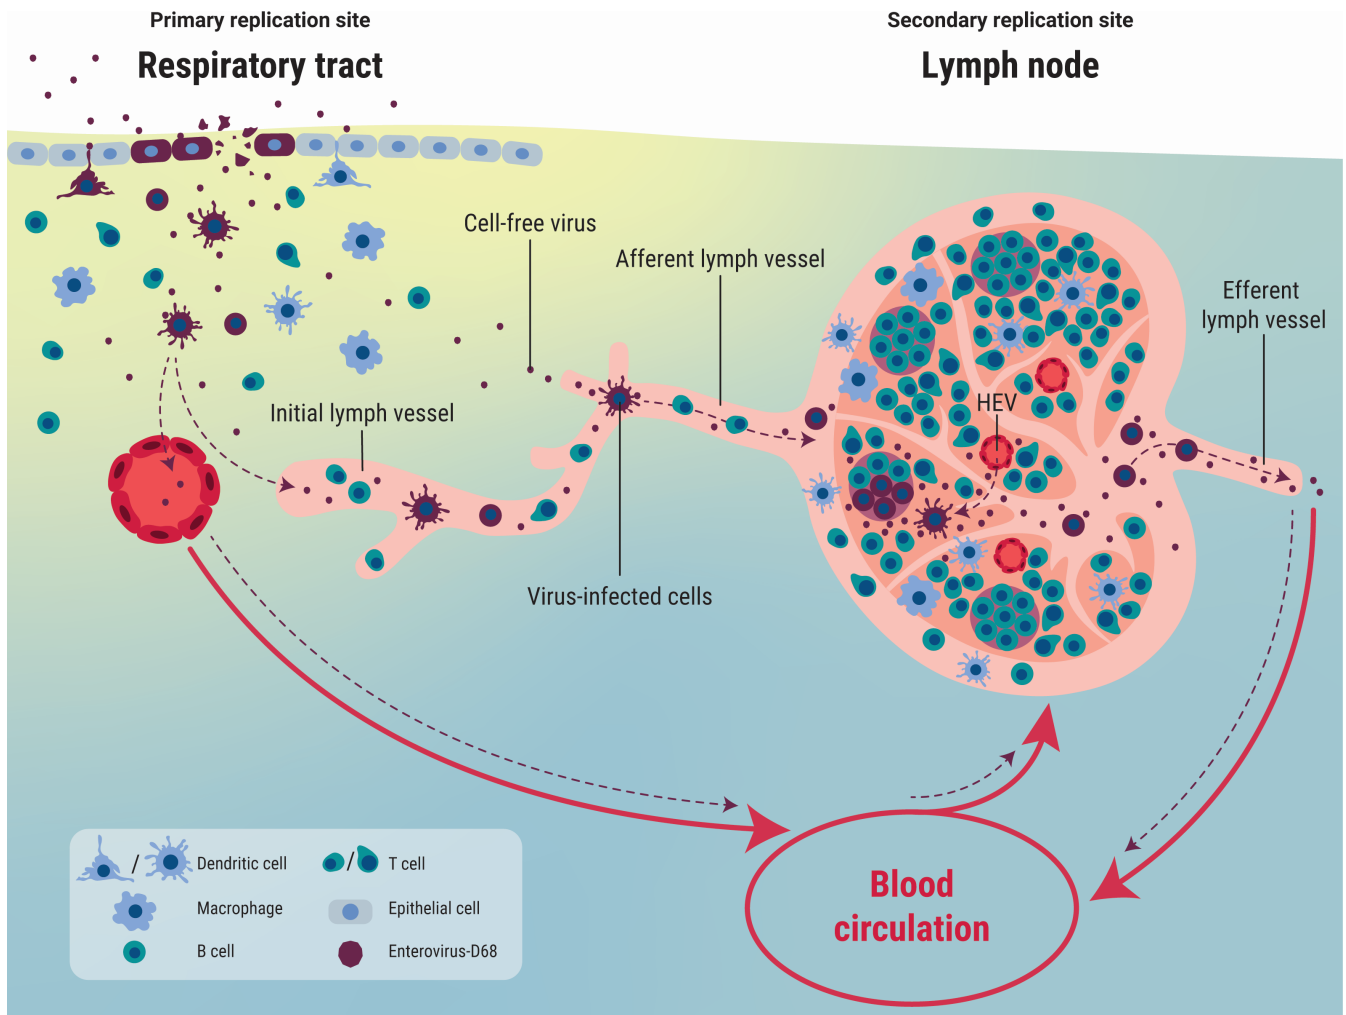 Primary replication site
Respiratory tract
Secondary replication site
Lymph node
Cell-free virus
Afferent lymph vessel
Efferent
lymph vessel
Initial lymph vessel
HEV
Virus-infected cells
/ Dendritic cell
/ T cell
Macrophage
Epithelial cell
B cell
Enterovirus-D68
Blood
circulation